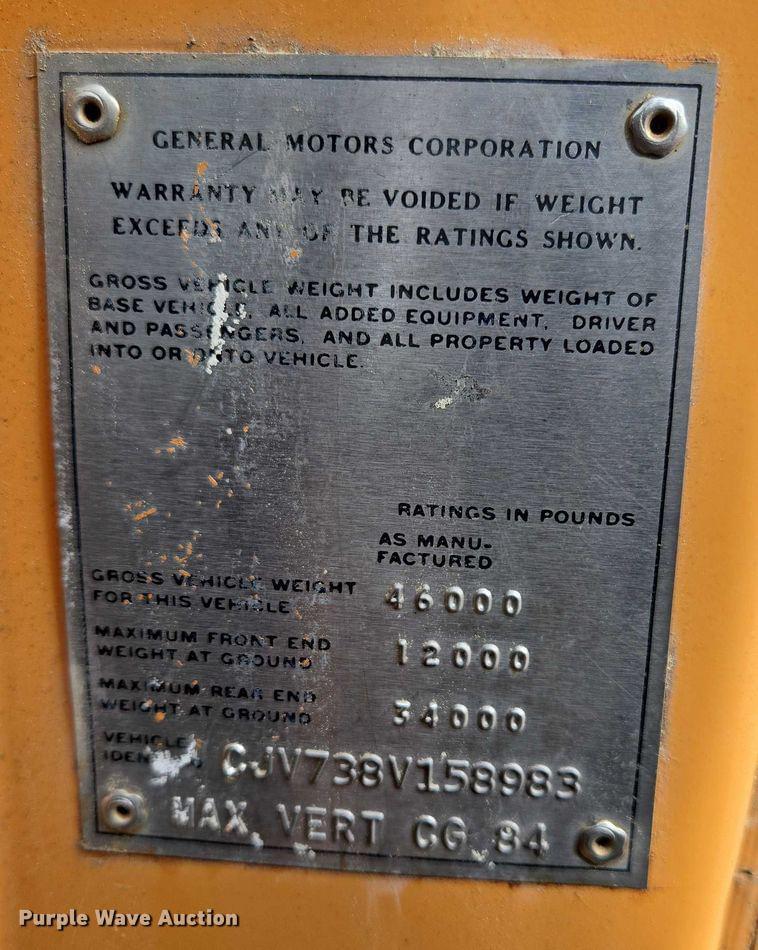 GENERAL MOTORS CORPORATION
WARRANTY MAY BE VOIDED IF WEIGHT
EXCEEDS ANY OF THE RATINGS SHOWN.
GROSS VEHICLE WEIGHT INCLUDES WEIGHT OF
BASE VEHICLE, ALL ADDED EQUIPMENT, DRIVER
AND PASSENGERS, AND ALL PROPERTY LOADED
INTO OR ONTO VEHICLE.
RATINGS IN POUNDS
AS MANU-
FACTURED
GROSS VEHICLE WEIGHT
FOR THIS VEHICLE 46000
MAXIMUM FRONT END
WEIGHT AT GROUND 12000
MAXIMUM REAR END
WEIGHT AT GROUND 34000
VEHICLE
CJV738V158983
MAX. VERT CG 84
Purple Wave Auction